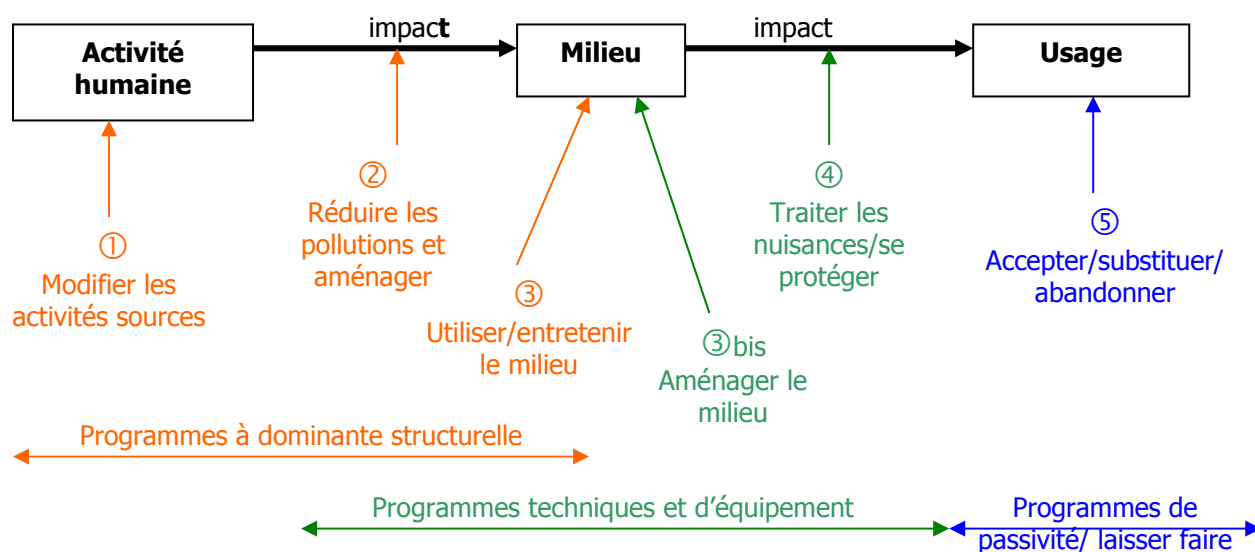 impact
impact
Activité
humaine
Milieu
Usage
①
Modifier les
activités sources
②
Réduire les
pollutions et
aménager
③
Utiliser/entretenir
le milieu
③bis
Aménager le
milieu
④
Traiter les
nuisances/se
protéger
⑤
Accepter/substituer/
abandonner
Programmes à dominante structurelle
Programmes techniques et d’équipement
Programmes de
passivité/ laisser faire